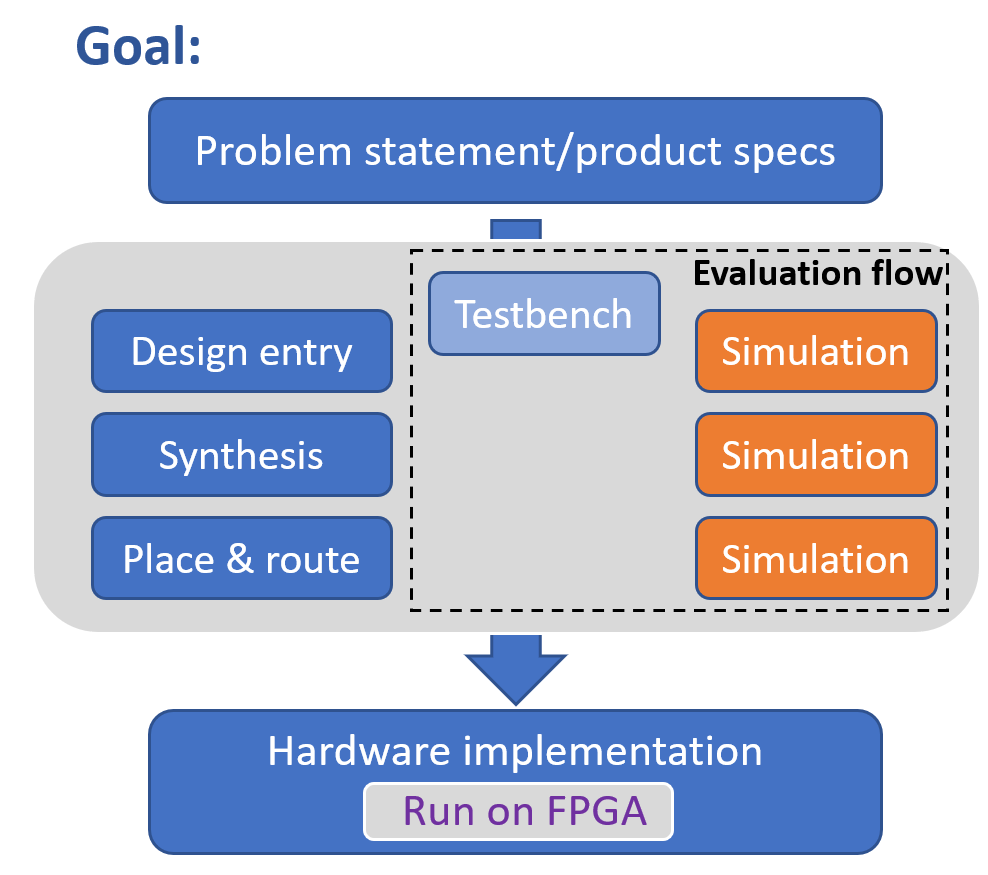 Goal:
Problem statement/product specs
Evaluation flow
Testbench
Design entry
Simulation
Synthesis
Simulation
Place & route
Simulation
Hardware implementation
Run on FPGA